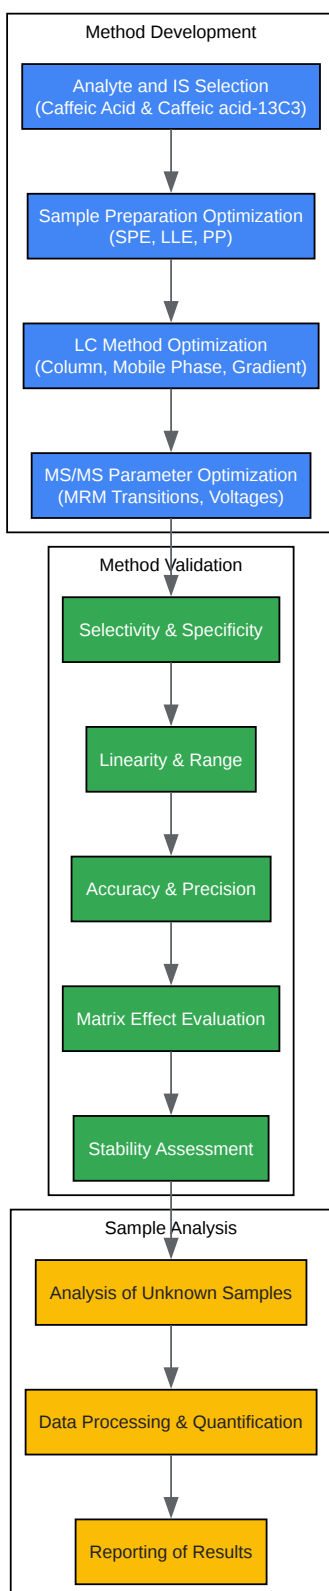 Method Development
Analyte and IS Selection
(Caffeic Acid & Caffeic acid-13C3)
Sample Preparation Optimization
(SPE, LLE, PP)
LC Method Optimization
(Column, Mobile Phase, Gradient)
MS/MS Parameter Optimization
(MRM Transitions, Voltages)
Method Validation
Selectivity & Specificity
Linearity & Range
Accuracy & Precision
Matrix Effect Evaluation
Stability Assessment
Sample Analysis
Analysis of Unknown Samples
Data Processing & Quantification
Reporting of Results